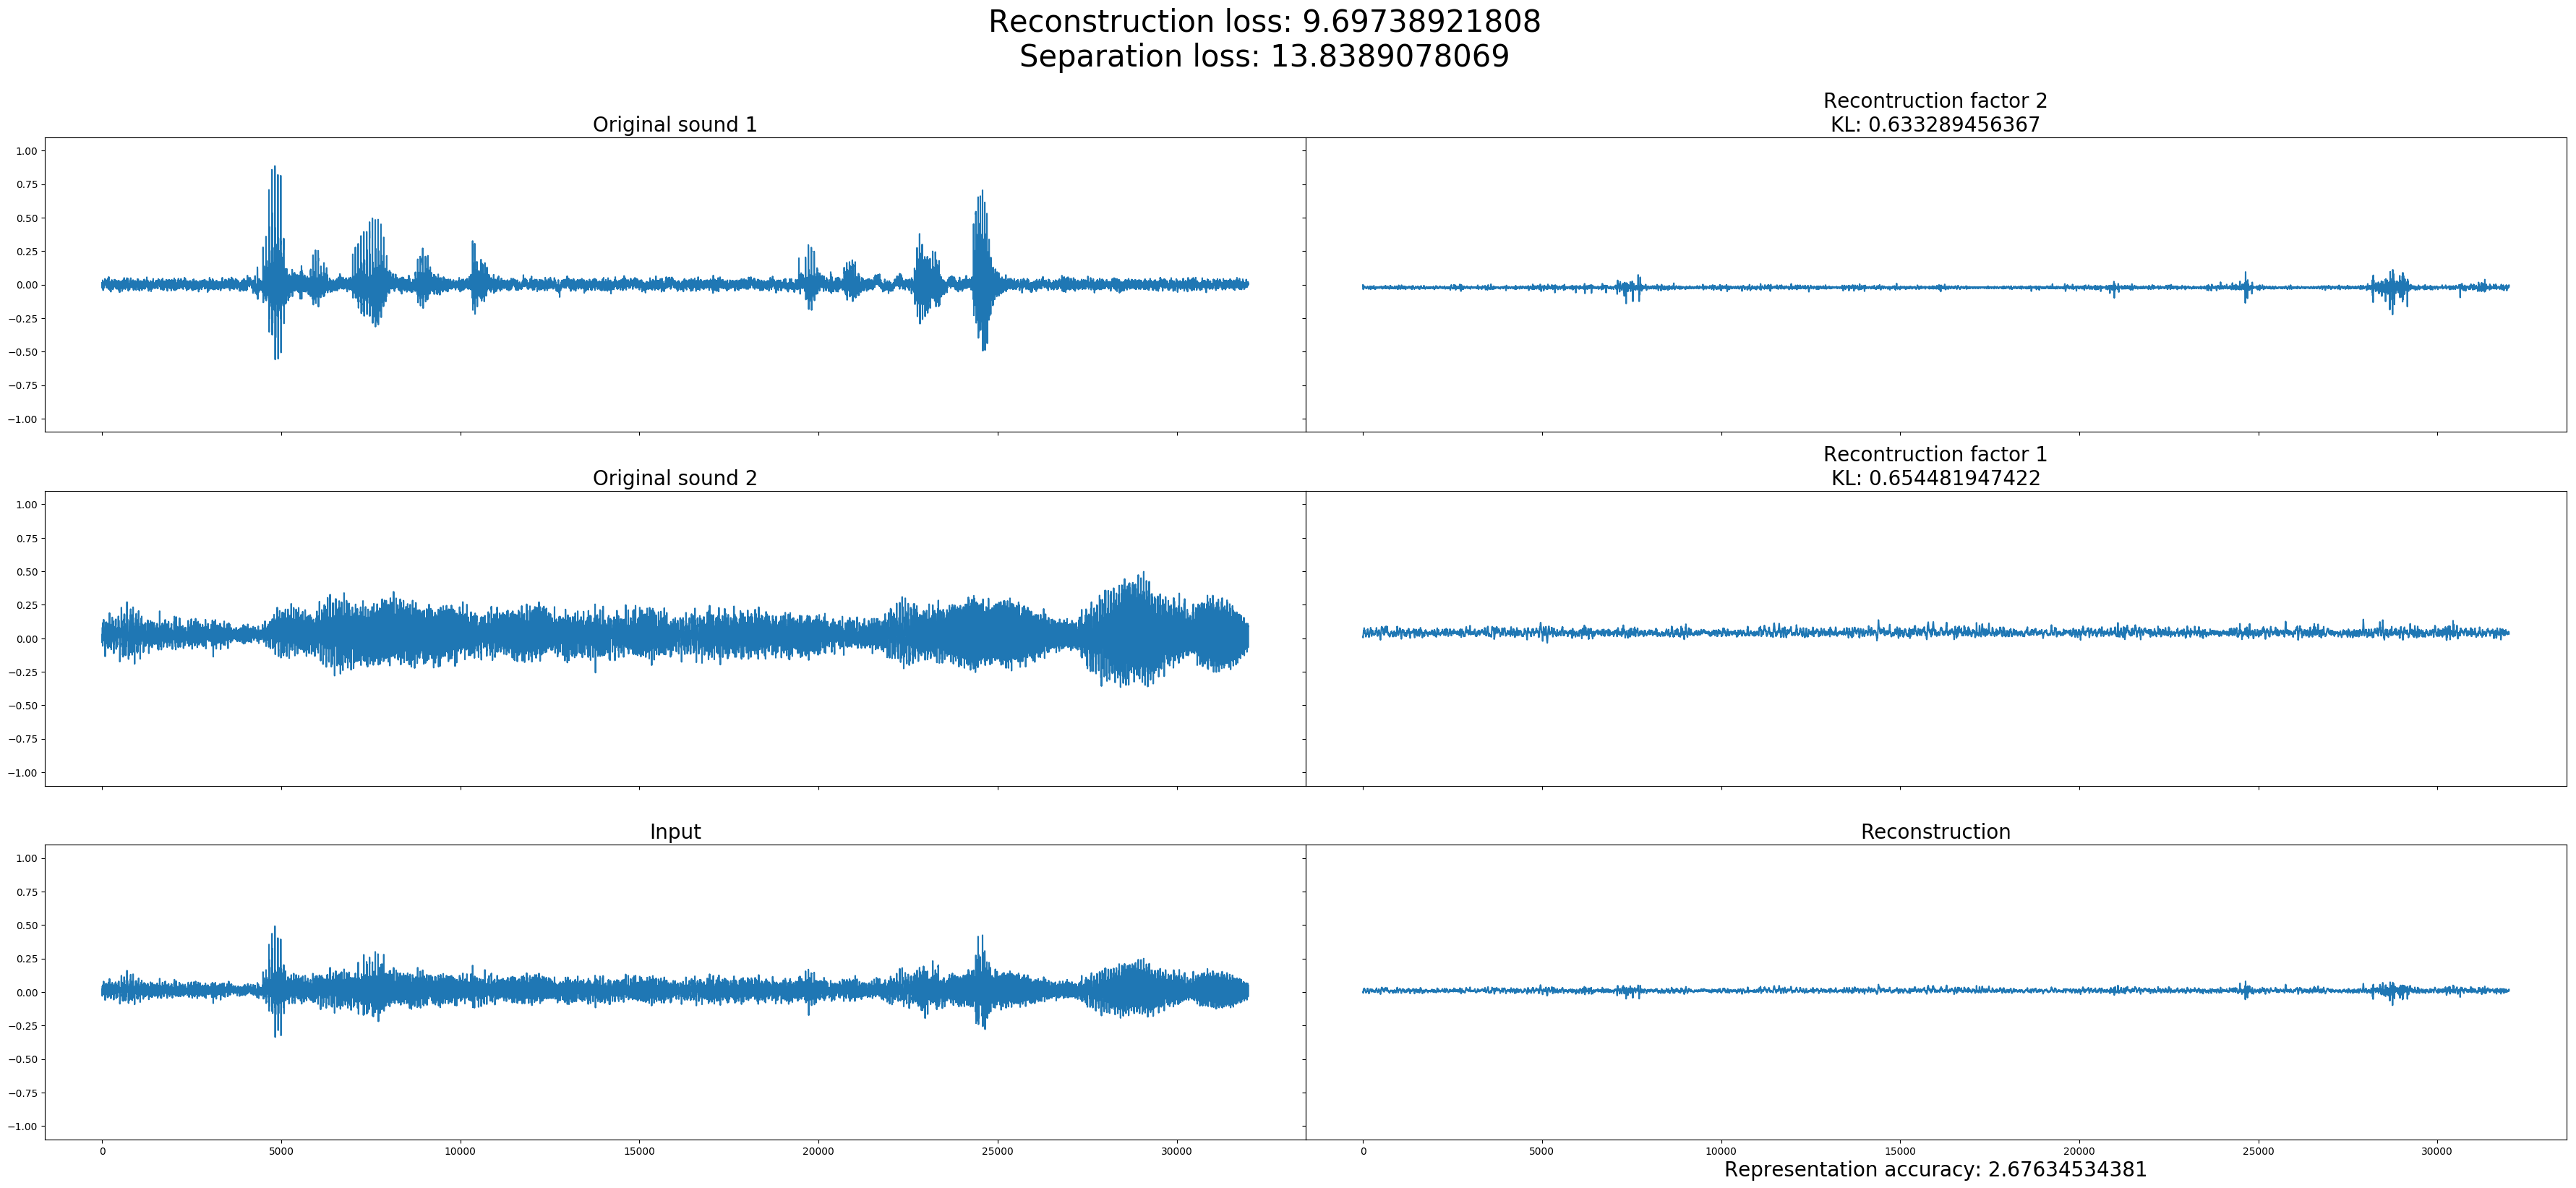 Reconstruction loss: 9.69738921808
Separation loss: 13.8389078069
Original sound 1
Recontruction factor 2
KL: 0.633289456367
1.00
0.75
0.50
0.25
0.00
−0.25
−0.50
−0.75
−1.00
Original sound 2
Recontruction factor 1
KL: 0.654481947422
1.00
0.75
0.50
0.25
0.00
−0.25
−0.50
−0.75
−1.00
Input
Reconstruction
1.00
0.75
0.50
0.25
0.00
−0.25
−0.50
−0.75
−1.00
0 5000 10000 15000 20000 25000 30000 0 5000 10000 15000 20000 25000 30000
Representation accuracy: 2.67634534381